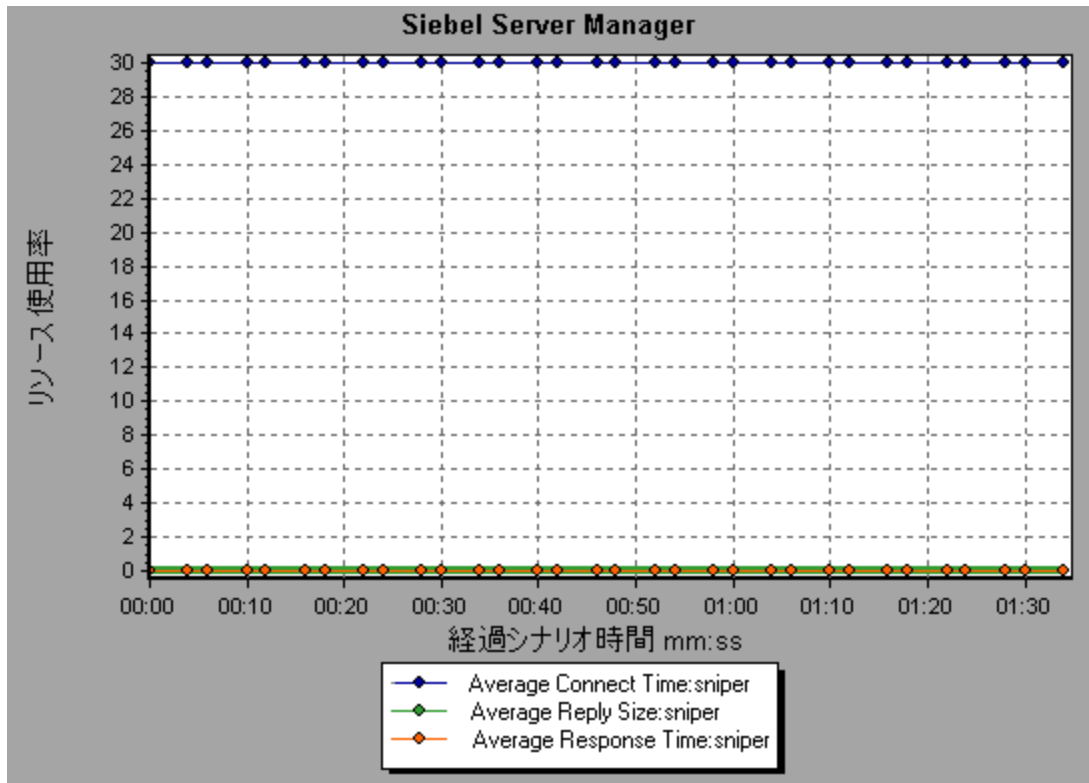 Siebel Server Manager
30
28
26
24
22
20
18
16
14
12
10
8
6
4
2
0
リソース使用率
00:00 00:10 00:20 00:30 00:40 00:50 01:00 01:10 01:20 01:30
経過シナリオ時間 mm:ss
Average Connect Time:sniper
Average Reply Size:sniper
Average Response Time:sniper